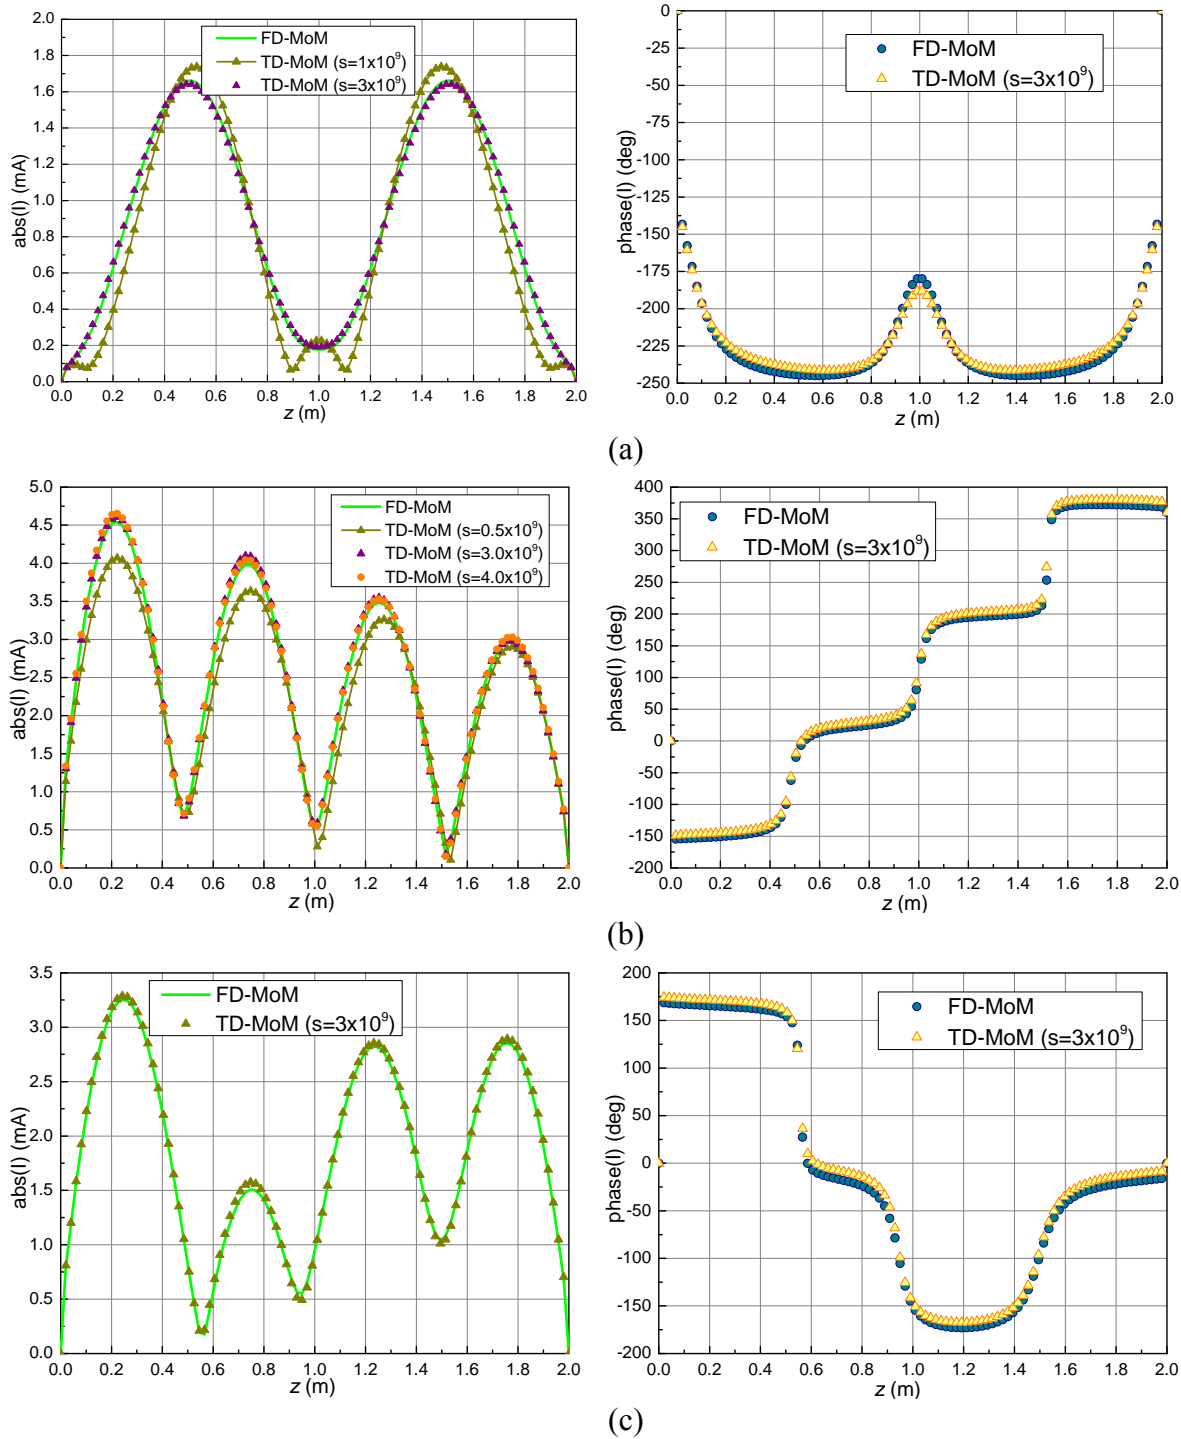 2.0
1.8
1.6
1.4
1.2
1.0
0.8
0.6
0.4
0.2
0.0
abs(I) (mA)
FD-MoM
TD-MoM (s=1x10⁹)
TD-MoM (s=3x10⁹)
0.0 0.2 0.4 0.6 0.8 1.0 1.2 1.4 1.6 1.8 2.0
z (m)
0
-25
-50
-75
-100
-125
-150
-175
-200
-225
-250
phase(I) (deg)
FD-MoM
TD-MoM (s=3x10⁹)
0.0 0.2 0.4 0.6 0.8 1.0 1.2 1.4 1.6 1.8 2.0
z (m)
(a)
5.0
4.5
4.0
3.5
3.0
2.5
2.0
1.5
1.0
0.5
0.0
abs(I) (mA)
FD-MoM
TD-MoM (s=0.5x10⁹)
TD-MoM (s=3.0x10⁹)
TD-MoM (s=4.0x10⁹)
0.0 0.2 0.4 0.6 0.8 1.0 1.2 1.4 1.6 1.8 2.0
z (m)
400
350
300
250
200
150
100
50
0
-50
-100
-150
-200
phase(I) (deg)
FD-MoM
TD-MoM (s=3x10⁹)
0.0 0.2 0.4 0.6 0.8 1.0 1.2 1.4 1.6 1.8 2.0
z (m)
(b)
3.5
3.0
2.5
2.0
1.5
1.0
0.5
0.0
abs(I) (mA)
FD-MoM
TD-MoM (s=3x10⁹)
0.0 0.2 0.4 0.6 0.8 1.0 1.2 1.4 1.6 1.8 2.0
z (m)
200
150
100
50
0
-50
-100
-150
-200
phase(I) (deg)
FD-MoM
TD-MoM (s=3x10⁹)
0.0 0.2 0.4 0.6 0.8 1.0 1.2 1.4 1.6 1.8 2.0
z (m)
(c)